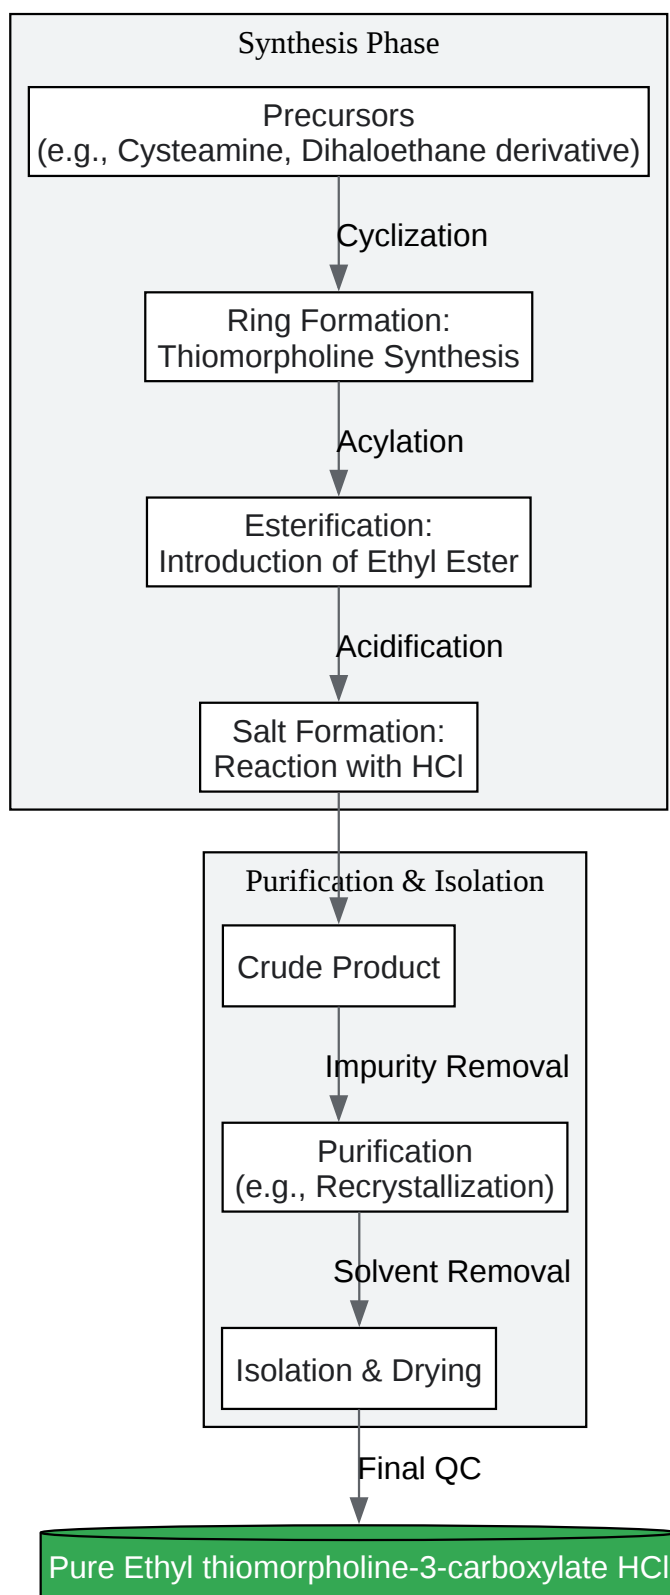 Synthesis Phase
Precursors
(e.g., Cysteamine, Dihaloethane derivative)
Cyclization
Ring Formation:
Thiomorpholine Synthesis
Acylation
Esterification:
Introduction of Ethyl Ester
Acidification
Salt Formation:
Reaction with HCl
Purification & Isolation
Crude Product
Impurity Removal
Purification
(e.g., Recrystallization)
Solvent Removal
Isolation & Drying
Final QC
Pure Ethyl thiomorpholine-3-carboxylate HCl